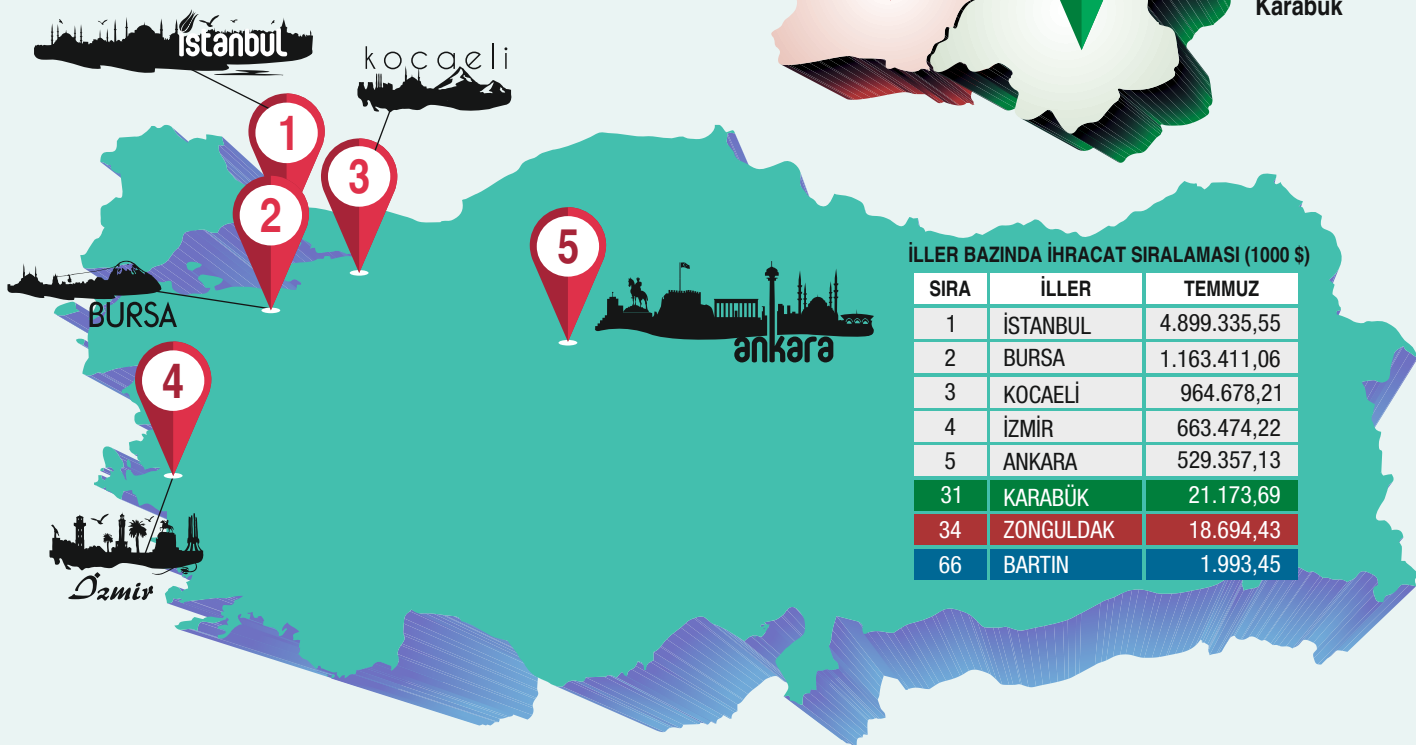 Karabük
istanbul
kocaeli
1
3
2
5
BURSA
ankara
4
İzmir
İLLER BAZINDA İHRACAT SIRALAMASI (1000 $)
SIRA İLLER TEMMUZ
1 İSTANBUL 4.899.335,55
2 BURSA 1.163.411,06
3 KOCAELİ 964.678,21
4 İZMİR 663.474,22
5 ANKARA 529.357,13
31 KARABÜK 21.173,69
34 ZONGULDAK 18.694,43
66 BARTIN 1.993,45